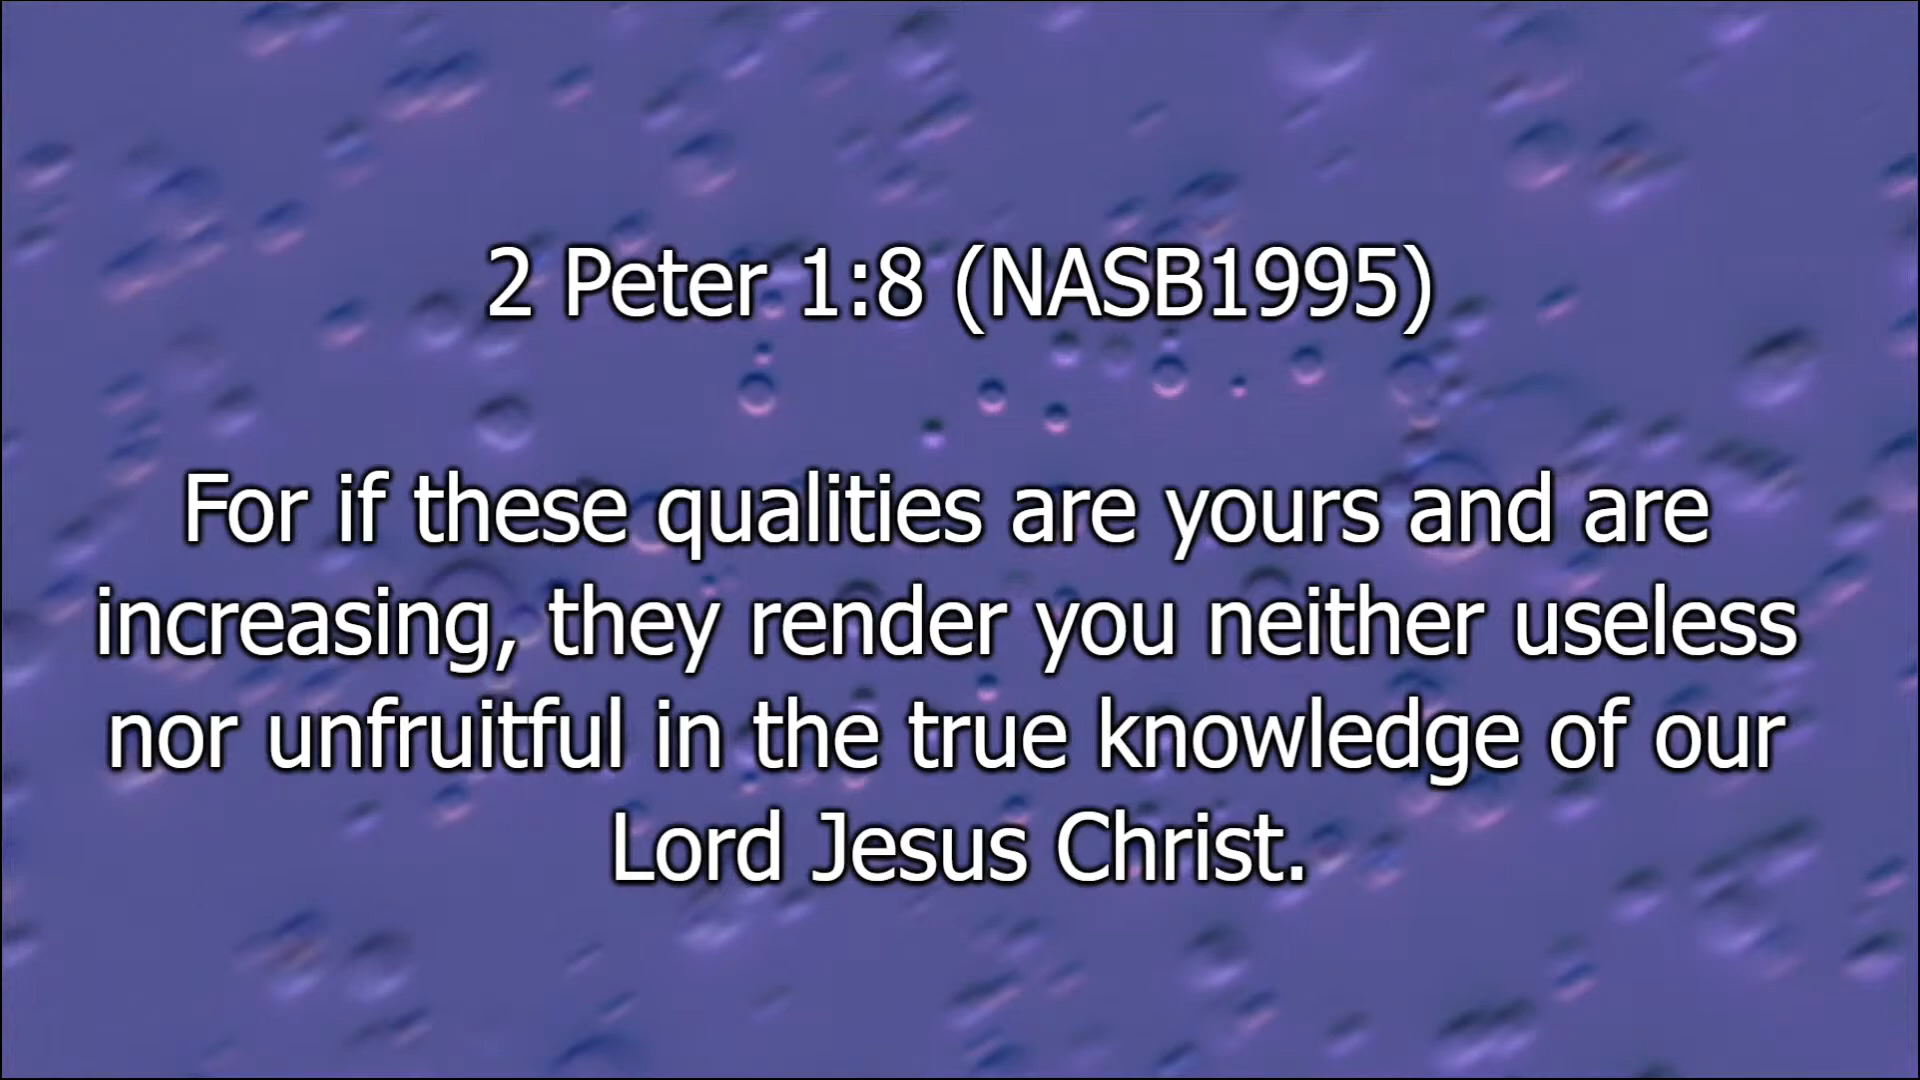 2 Peter 1:8 (NASB1995)
For if these qualities are yours and are
increasing, they render you neither useless
nor unfruitful in the true knowledge of our
Lord Jesus Christ.